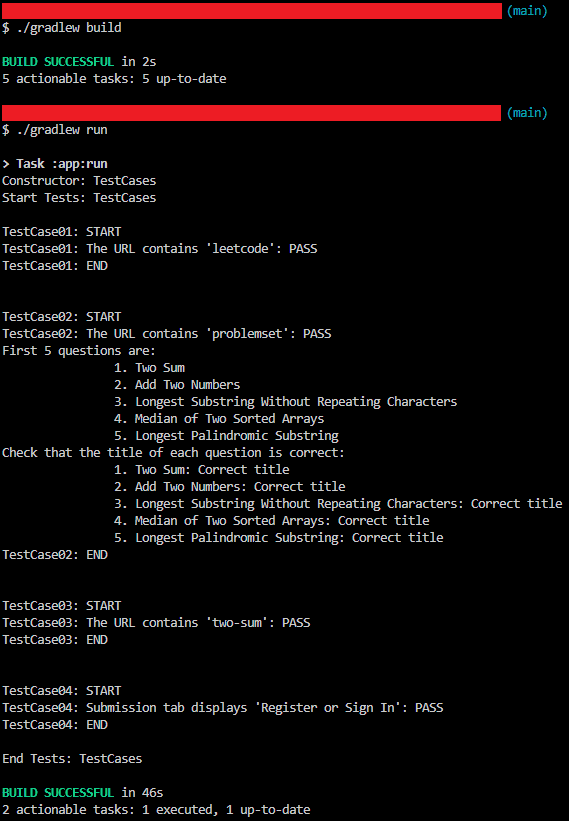 (main)
$ ./gradlew build
BUILD SUCCESSFUL in 2s
5 actionable tasks: 5 up-to-date
(main)
$ ./gradlew run
> Task :app:run
Constructor: TestCases
Start Tests: TestCases
TestCase01: START
TestCase01: The URL contains 'leetcode': PASS
TestCase01: END
TestCase02: START
TestCase02: The URL contains 'problemset': PASS
First 5 questions are:
1. Two Sum
2. Add Two Numbers
3. Longest Substring Without Repeating Characters
4. Median of Two Sorted Arrays
5. Longest Palindromic Substring
Check that the title of each question is correct:
1. Two Sum: Correct title
2. Add Two Numbers: Correct title
3. Longest Substring Without Repeating Characters: Correct title
4. Median of Two Sorted Arrays: Correct title
5. Longest Palindromic Substring: Correct title
TestCase02: END
TestCase03: START
TestCase03: The URL contains 'two-sum': PASS
TestCase03: END
TestCase04: START
TestCase04: Submission tab displays 'Register or Sign In': PASS
TestCase04: END
End Tests: TestCases
BUILD SUCCESSFUL in 46s
2 actionable tasks: 1 executed, 1 up-to-date